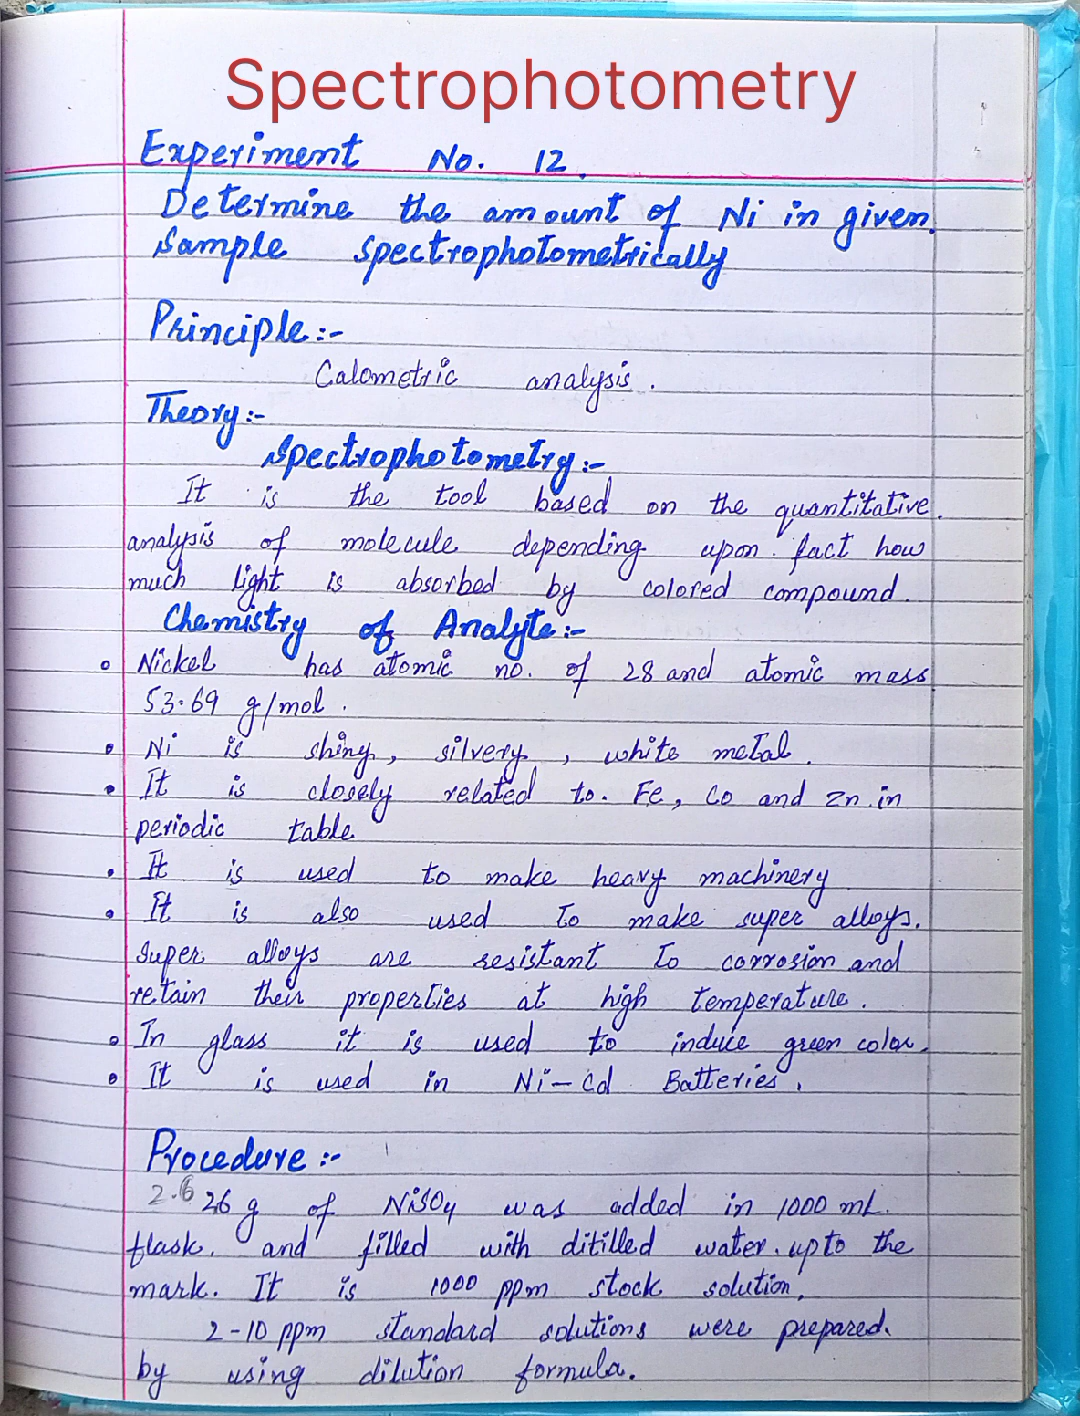 Spectrophotometry
Experiment No. 12.
Determine the amount of Ni in given.
Sample Spectrophotometrically
Principle:-
Calometric analysis.
Theory:-
Spectrophotometry:-
It is the tool based on the quantitative.
analysis of molecule depending upon fact how
much light is absorbed by colored compound.
Chemistry of Analyte:-
Nickel has atomic no. of 28 and atomic mass
53.69 g/mol.
Ni is shiny, silvery, white metal.
It is closely related to. Fe, Co and Zn in
periodic table
It is used to make heavy machinery
It is also used to make super alloys.
Super alloys are resistant to corrosion and
retain their properties at high temperature.
In glass it is used to induce green color.
It is used in Ni-Cd Batteries.
Procedure:-
2.6 26 g of NiSO4 was added in 1000 ml.
flask. and filled with ditilled water. upto the
mark. It is 1000 ppm stock solution.
2-10 ppm standard solutions were prepared.
by using dilution formula.